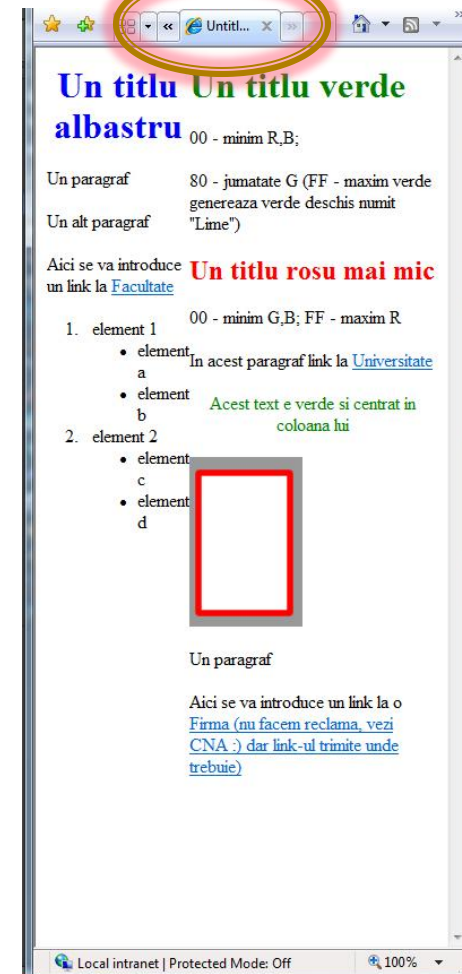 Untitl...
Un titlu
albastru
Un paragraf
Un alt paragraf
Aici se va introduce
un link la Facultate
1. element 1
• element
a
• element
b
2. element 2
• element
c
• element
d
Un titlu verde
00 - minim R,B;
80 - jumatate G (FF - maxim verde
genereaza verde deschis numit
"Lime")
Un titlu rosu mai mic
00 - minim G,B; FF - maxim R
In acest paragraf link la Universitate
Acest text e verde si centrat in
coloana lui
Un paragraf
Aici se va introduce un link la o
Firma (nu facem reclama, vezi
CNA :) dar link-ul trimite unde
trebuie)
Local intranet | Protected Mode: Off
100%